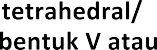 tetrahedral/
bentuk V atau